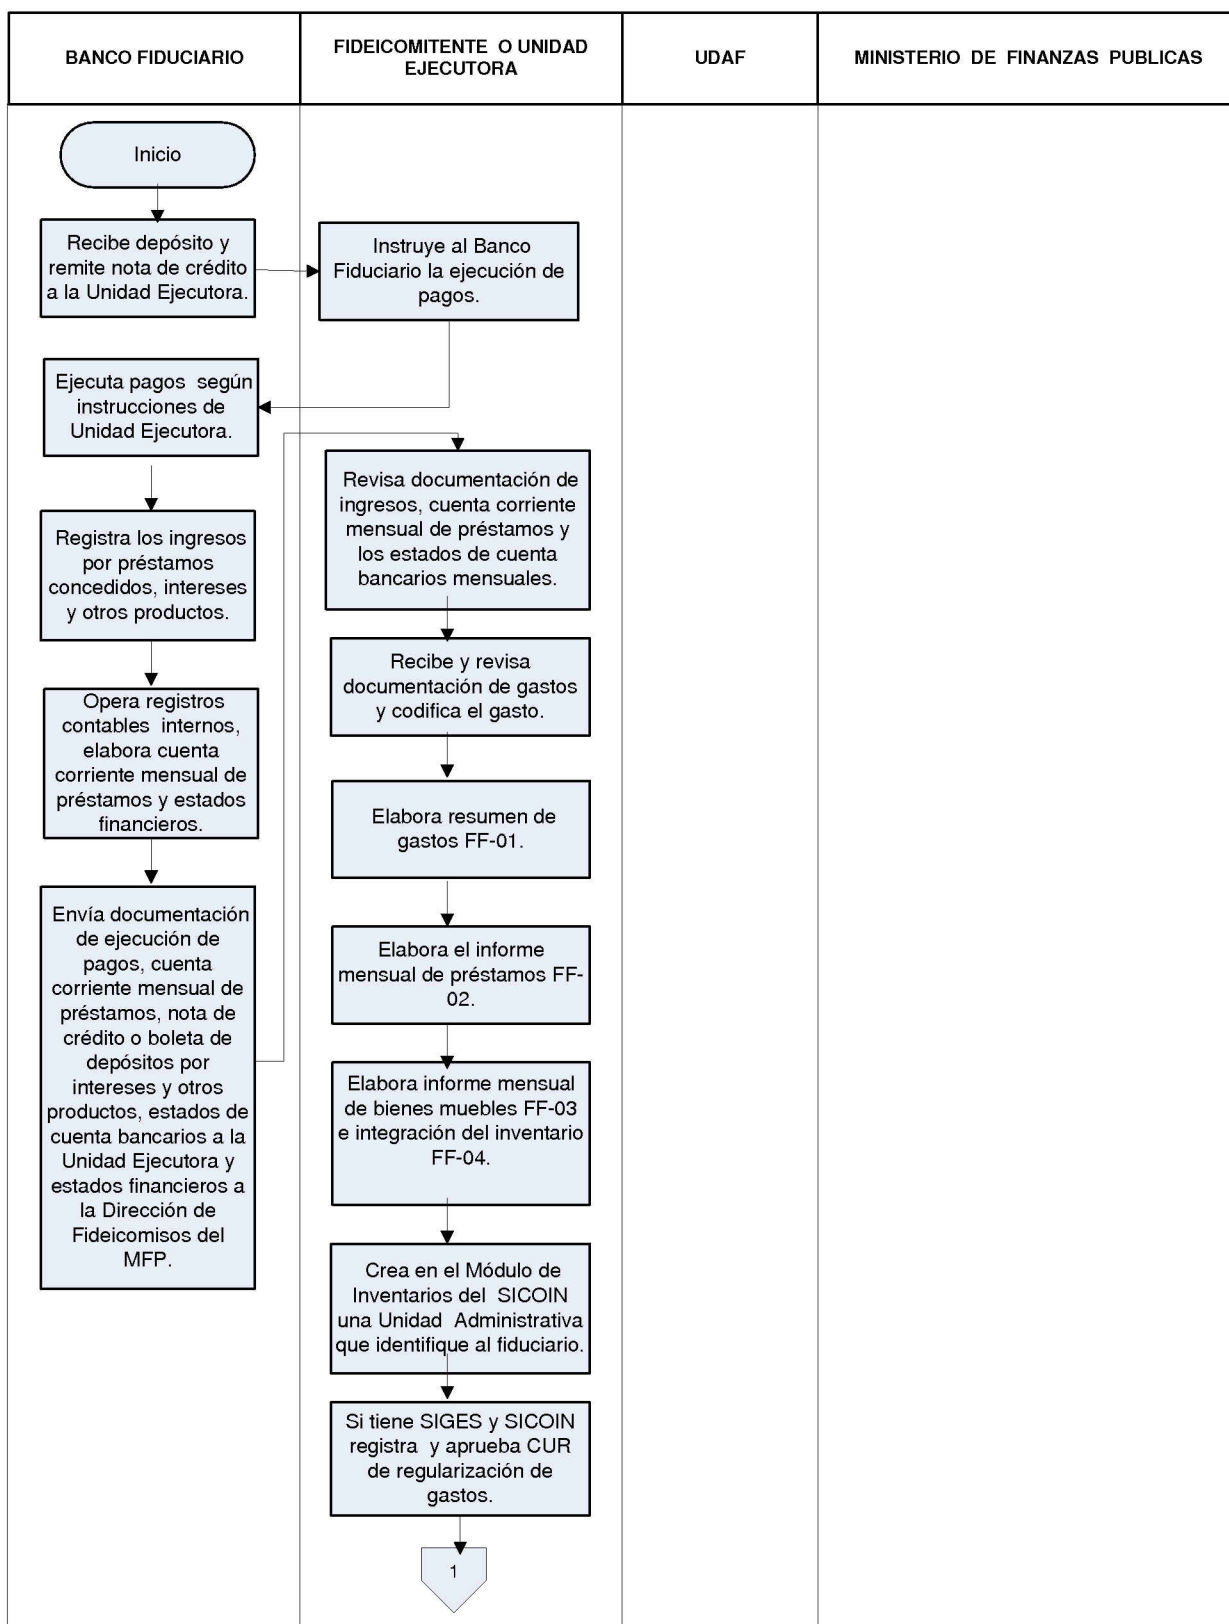 BANCO FIDUCIARIO
FIDEICOMITENTE O UNIDAD
EJECUTORA
UDAF
MINISTERIO DE FINANZAS PUBLICAS
Inicio
Recibe depósito y
remite nota de crédito
a la Unidad Ejecutora.
Instruye al Banco
Fiduciario la ejecución de
pagos.
Ejecuta pagos según
instrucciones de
Unidad Ejecutora.
Registra los ingresos
por préstamos
concedidos, intereses
y otros productos.
Opera registros
contables internos,
elabora cuenta
corriente mensual de
préstamos y estados
financieros.
Envía documentación
de ejecución de
pagos, cuenta
corriente mensual de
préstamos, nota de
crédito o boleta de
depósitos por
intereses y otros
productos, estados de
cuenta bancarios a la
Unidad Ejecutora y
estados financieros a
la Dirección de
Fideicomisos del
MFP.
Revisa documentación de
ingresos, cuenta corriente
mensual de préstamos y
los estados de cuenta
bancarios mensuales.
Recibe y revisa
documentación de gastos
y codifica el gasto.
Elabora resumen de
gastos FF-01.
Elabora el informe
mensual de préstamos FF-
02.
Elabora informe mensual
de bienes muebles FF-03
e integración del inventario
FF-04.
Crea en el Módulo de
Inventarios del SICOIN
una Unidad Administrativa
que identifique al fiduciario.
Si tiene SIGES y SICOIN
registra y aprueba CUR
de regularización de
gastos.
1